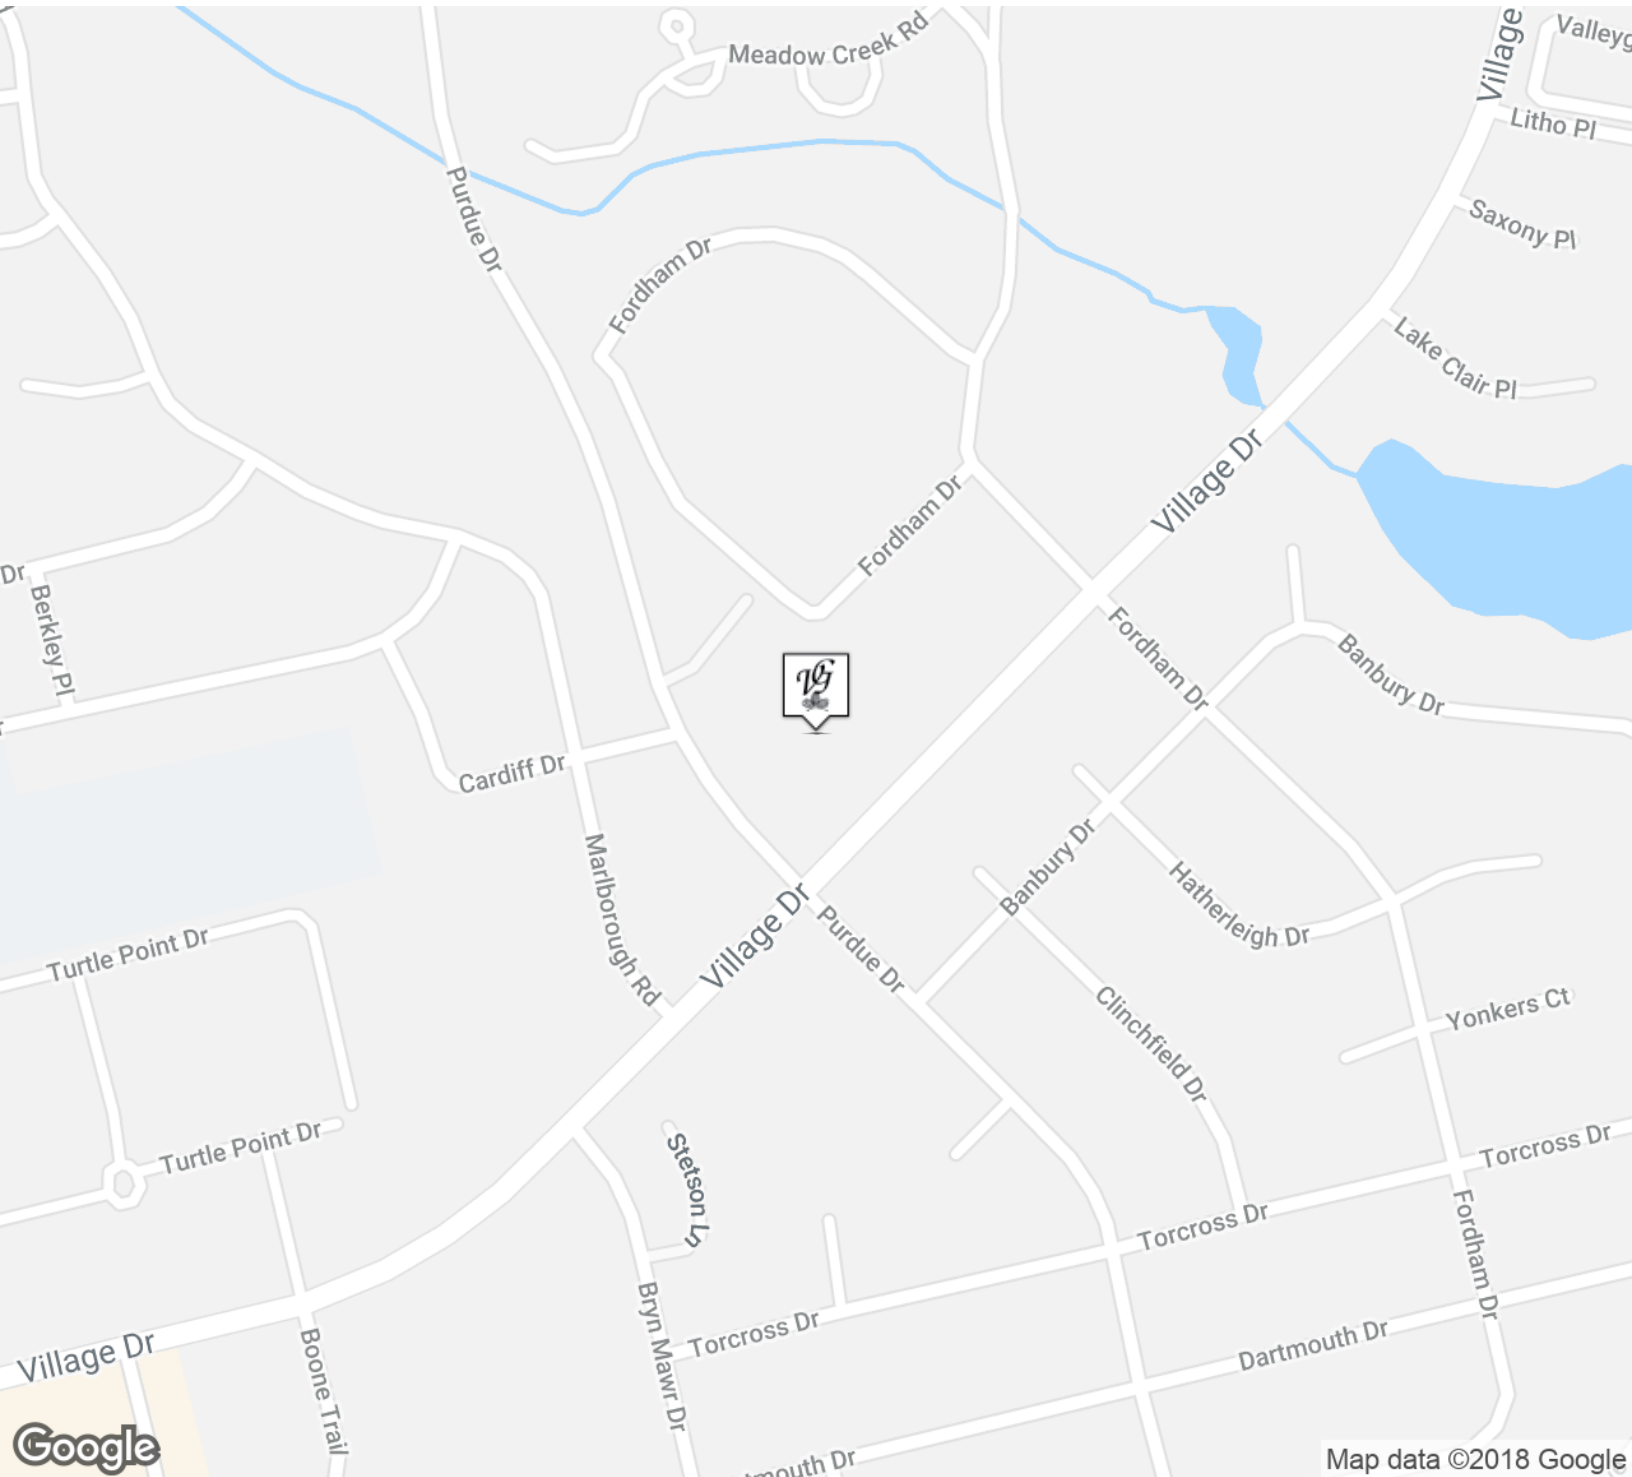 Meadow Creek Rd
Village
Valleyg
Litho Pl
Purdue Dr
Saxony Pl
Fordham Dr
Lake Clair Pl
Village Dr
Fordham Dr
Dr
Berkley Pl
Fordham Dr
Banbury Dr
VG
Cardiff Dr
Marlborough Rd
Banbury Dr
Hatherleigh Dr
Village Dr
Purdue Dr
Turtle Point Dr
Clinchfield Dr
Yonkers Ct
Turtle Point Dr
Stetson Ln
Torcross Dr
Torcross Dr
Fordham Dr
Bryn Mawr Dr
Torcross Dr
Village Dr
Boone Trail
Dartmouth Dr
tmouth Dr
Google
Map data ©2018 Google